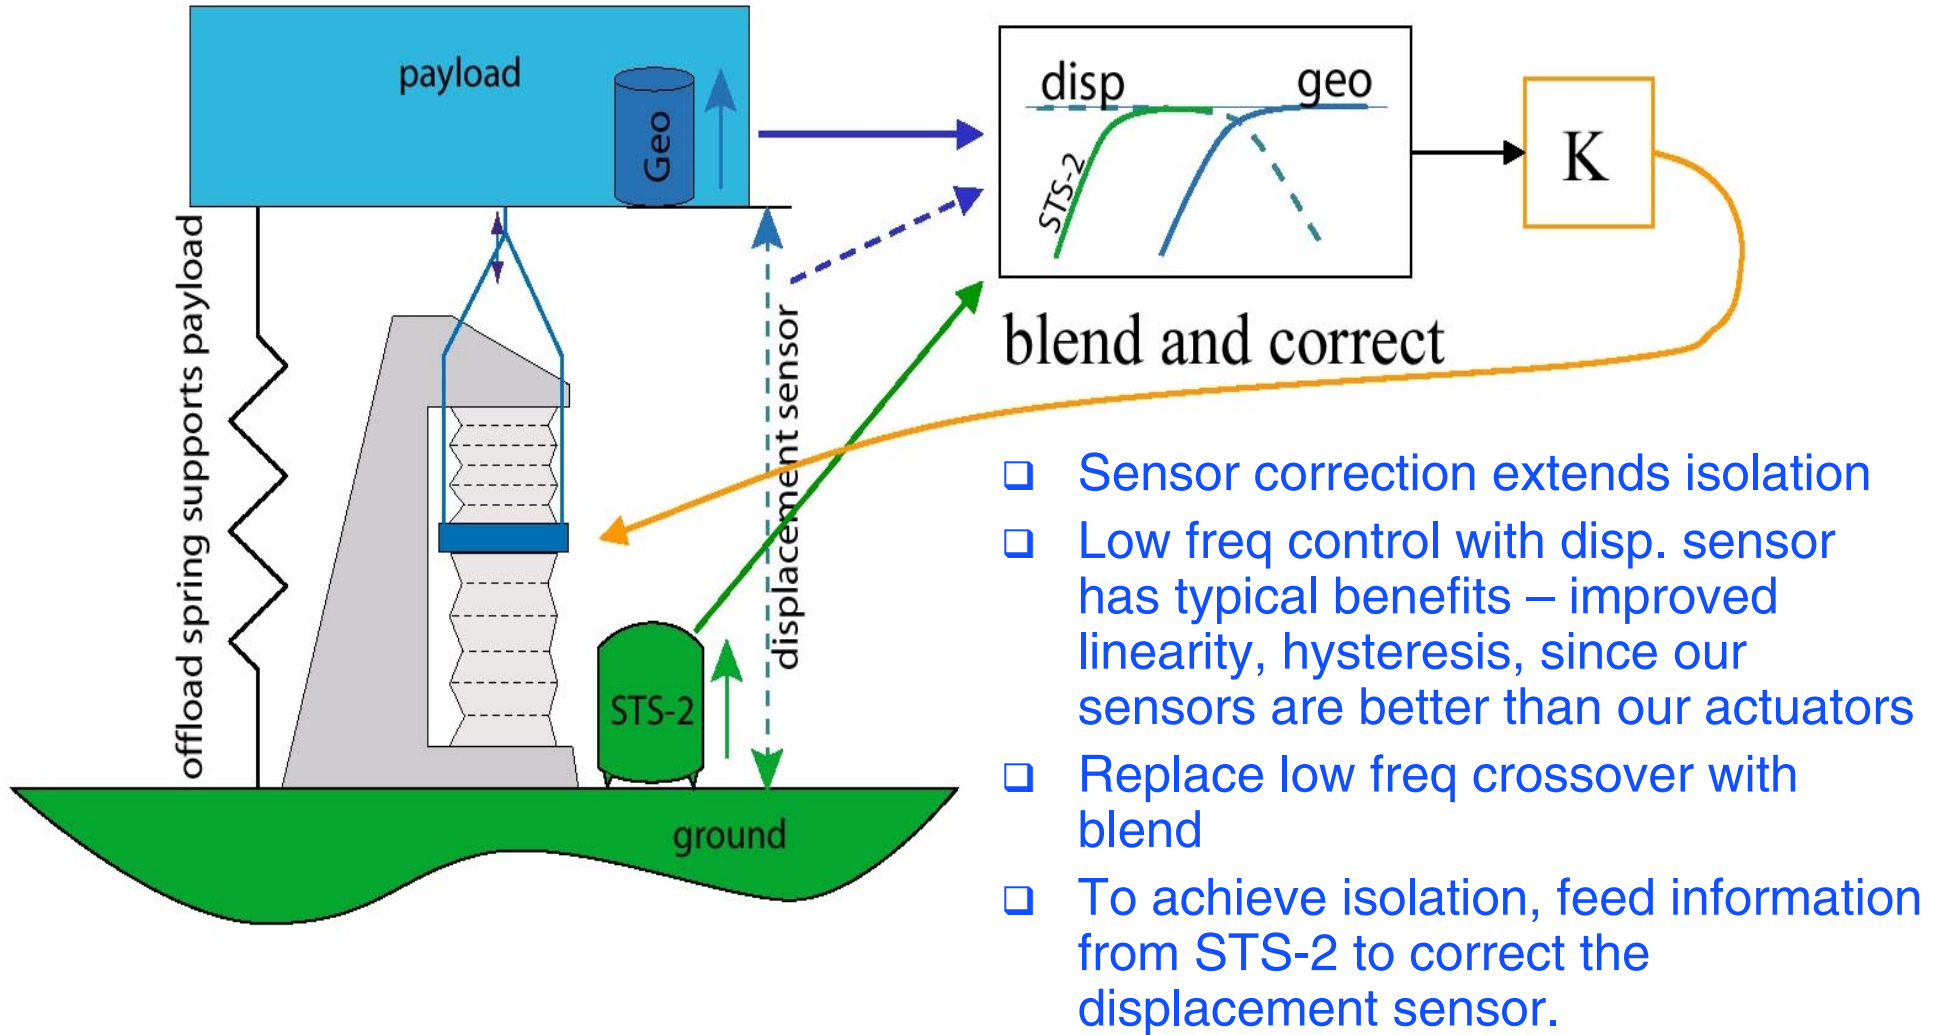 payload
Geo
offload spring supports payload
displacement sensor
STS-2
ground
disp
geo
STS-2
K
blend and correct
❑ Sensor correction extends isolation
❑ Low freq control with disp. sensor
has typical benefits – improved
linearity, hysteresis, since our
sensors are better than our actuators
❑ Replace low freq crossover with
blend
❑ To achieve isolation, feed information
from STS-2 to correct the
displacement sensor.